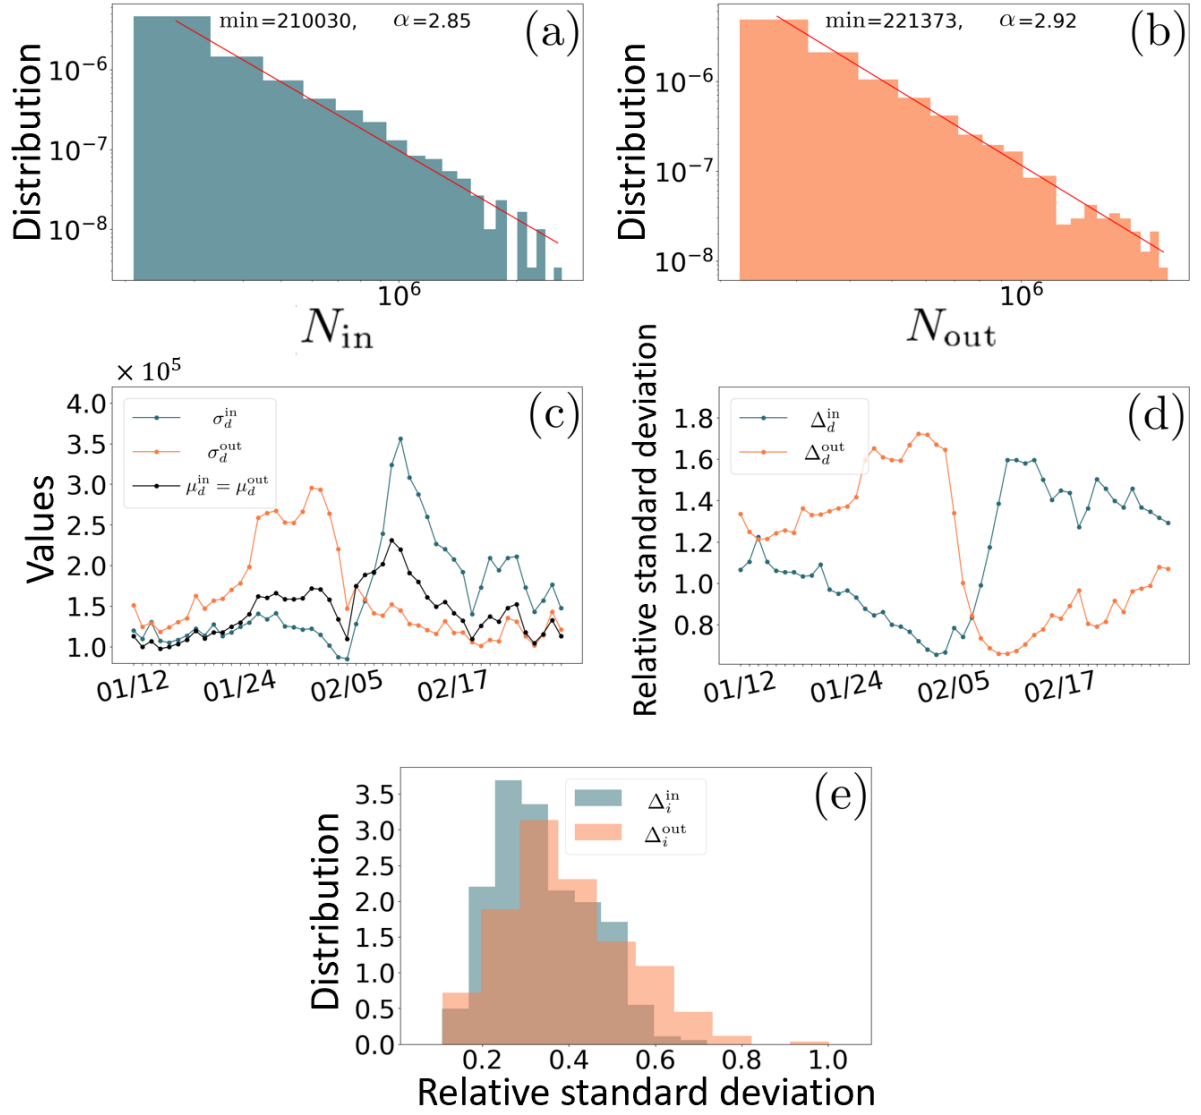 min=210030, α=2.85
(a)
Distribution
10⁻⁶
10⁻⁷
10⁻⁸
10⁶
N_in
min=221373, α=2.92
(b)
Distribution
10⁻⁶
10⁻⁷
10⁻⁸
10⁶
N_out
× 10⁵
(c)
Values
4.0
3.5
3.0
2.5
2.0
1.5
1.0
σ_d^in
σ_d^out
μ_d^in = μ_d^out
01/12 01/24 02/05 02/17
(d)
Relative standard deviation
1.8
1.6
1.4
1.2
1.0
0.8
Δ_d^in
Δ_d^out
01/12 01/24 02/05 02/17
(e)
Distribution
3.5
3.0
2.5
2.0
1.5
1.0
0.5
0.0
Δ_i^in
Δ_i^out
0.2 0.4 0.6 0.8 1.0
Relative standard deviation